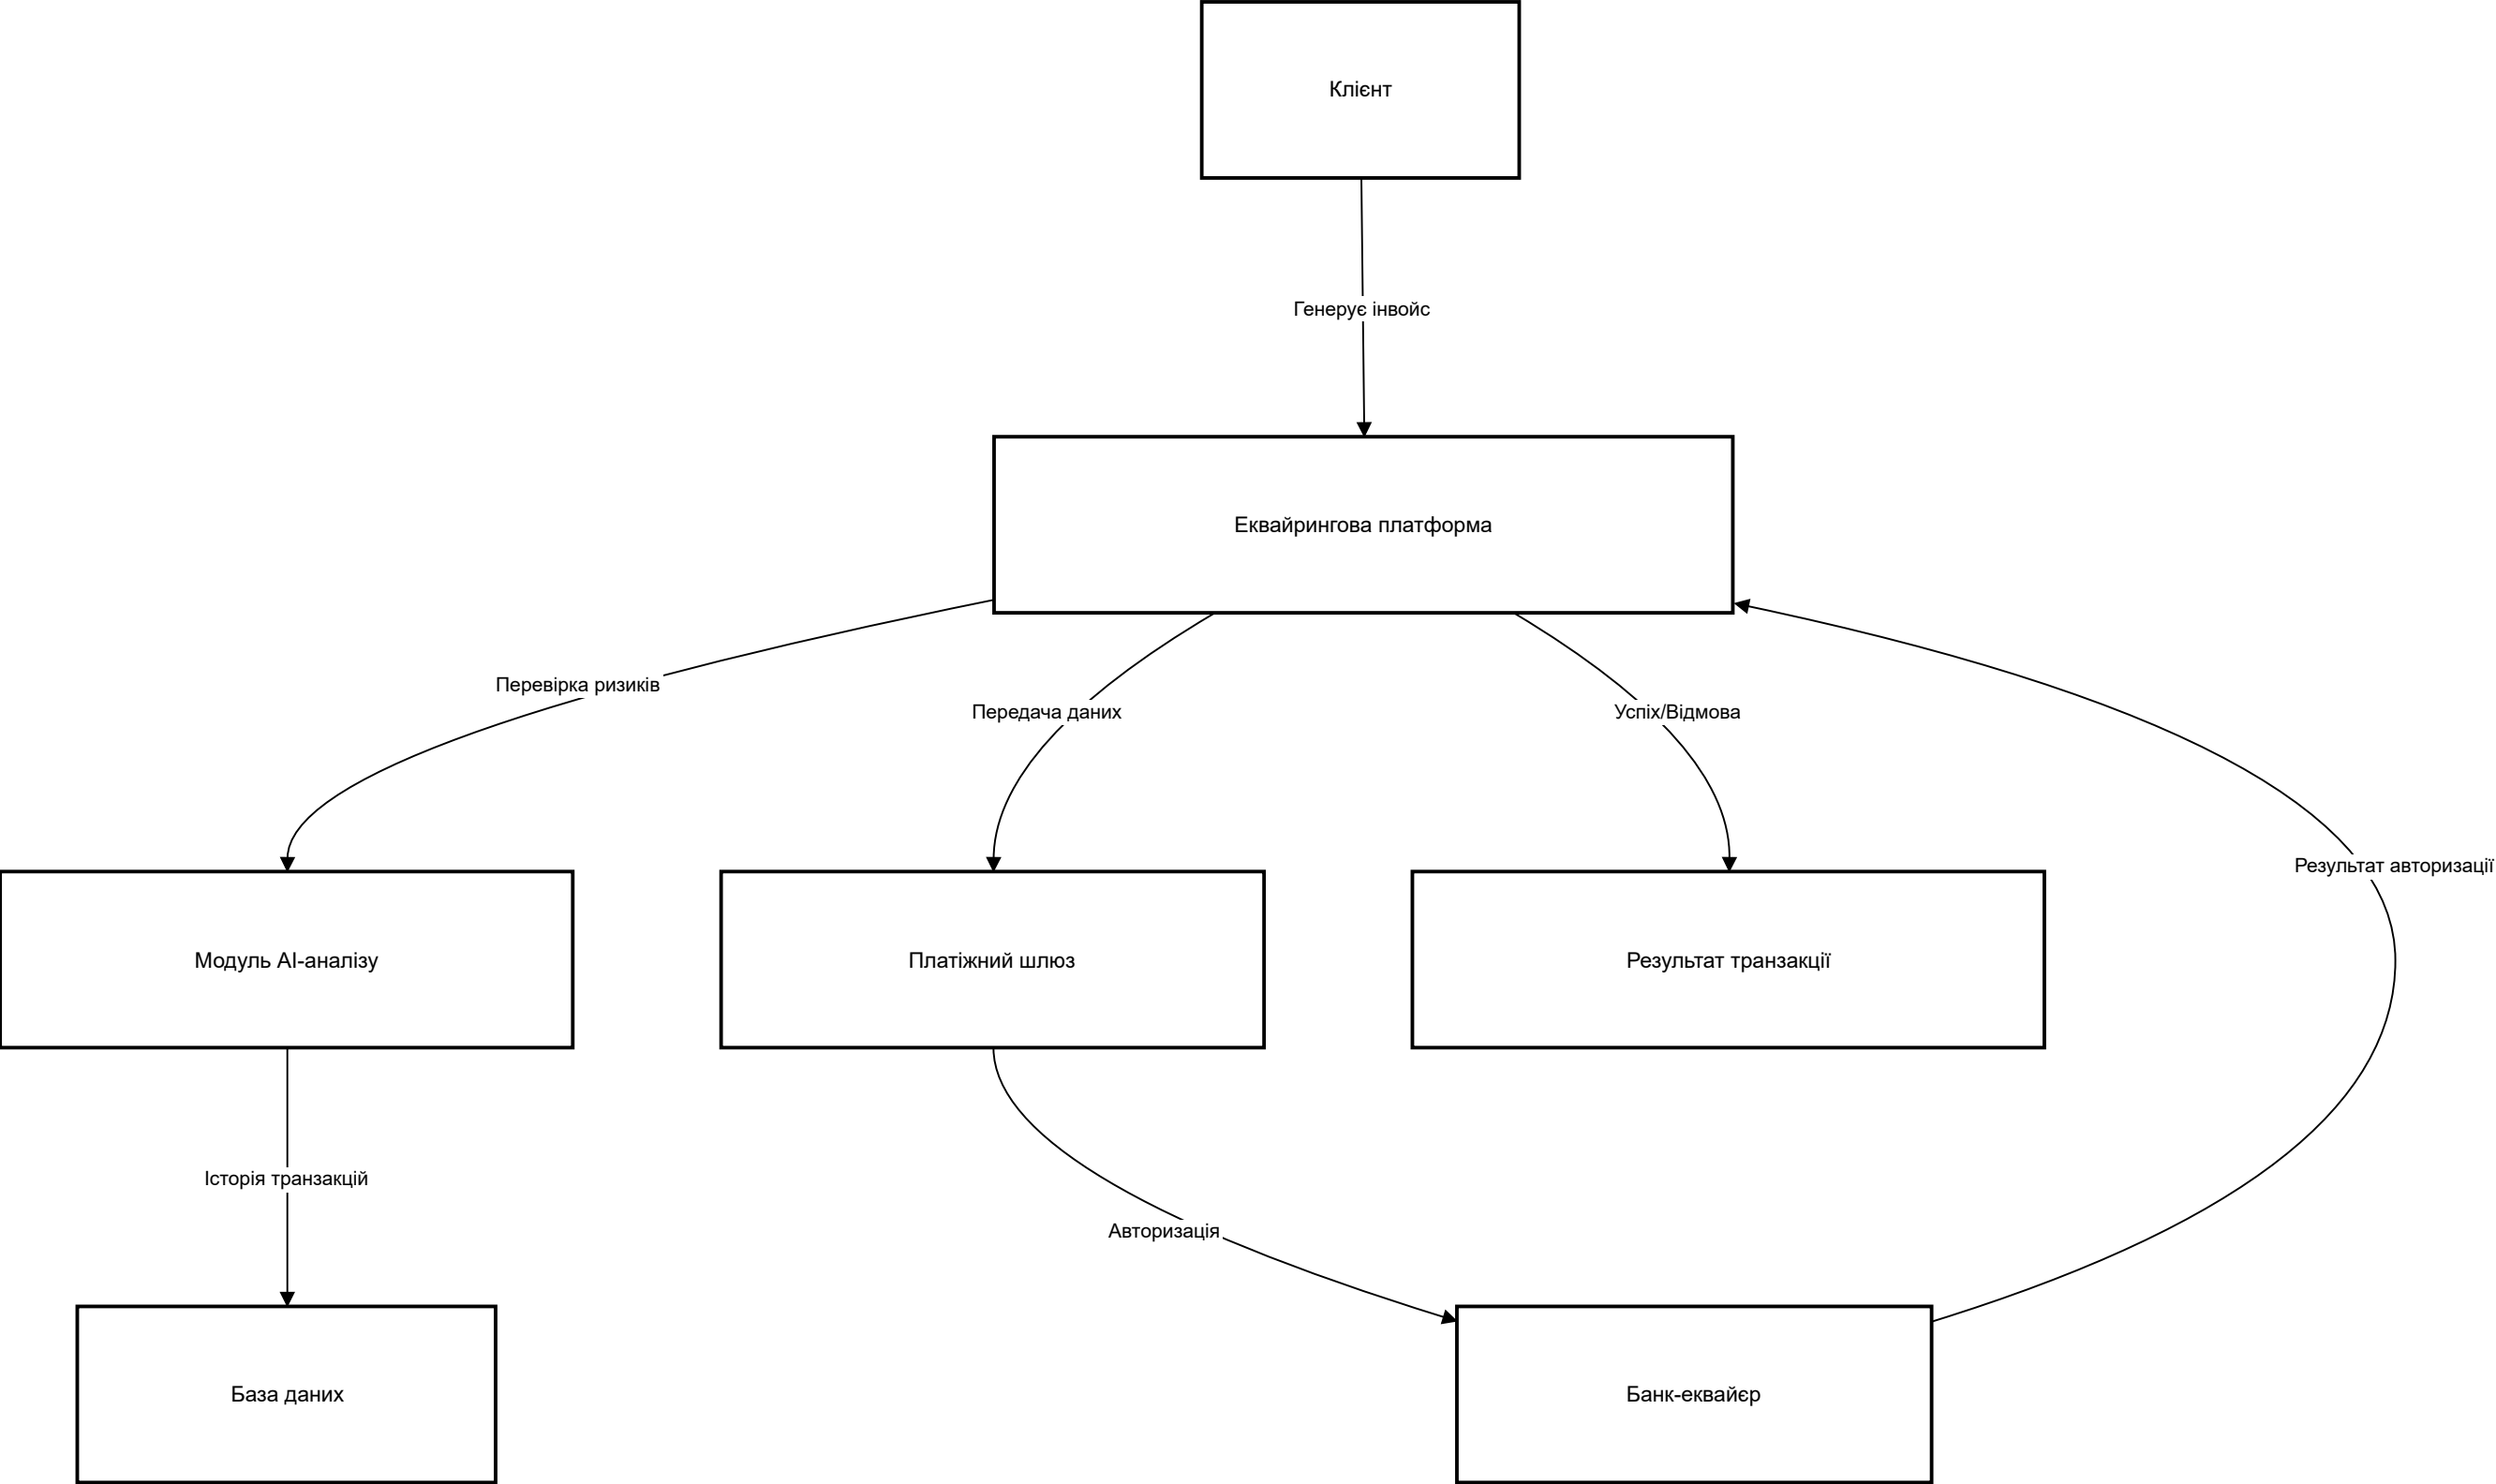 Клієнт
Генерує інвойс
Еквайрингова платформа
Перевірка ризиків
Передача даних
Успіх/Відмова
Результат авторизації
Модуль AI-аналізу
Платіжний шлюз
Результат транзакції
Історія транзакцій
Авторизація
База даних
Банк-еквайєр